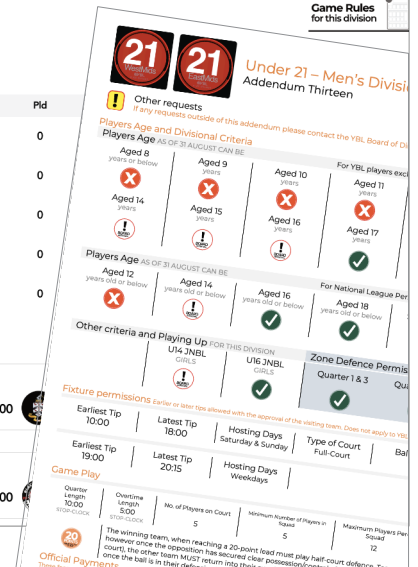 Game Rules
for this division
Pld
0
0
0
0
0
00
00
21
WestMids
21
EastMids
Under 21 – Men's
Addendum Thirteen
!
Other requests
If any requests outside of this addendum please contact the YBL Board of
Players Age and Divisional Criteria
Players Age AS OF 31 AUGUST CAN BE
For YBL players
Aged 8
years or below
Aged 9
years
Aged 10
years
Aged 11
years
Aged 14
years
Aged 15
years
Aged 16
years
Aged 17
years
Players Age AS OF 31 AUGUST CAN BE
For National League
Aged 12
years old or below
Aged 14
years old or below
Aged 16
years old or below
Aged 18
years old or below
Other criteria and Playing Up FOR THIS DIVISION
Zone Defence
U14 JNBL
GIRLS
U16 JNBL
GIRLS
Quarter 1 & 3
Fixture permissions Earlier or later tips allowed with the approval of the visiting team. Does not apply to YBL
Earliest Tip
10:00
Latest Tip
18:00
Hosting Days
Saturday & Sunday
Type of Court
Full-Court
Earliest Tip
19:00
Latest Tip
20:15
Hosting Days
Weekdays
Game Play
Quarter
Length
10:00
STOP-CLOCK
Overtime
Length
5:00
STOP-CLOCK
No. of Players on Court
5
Minimum Number of Players in
Squad
5
Maximum Players
Squad
12
20
The winning team, when reaching a 20-point lead must play half-court defence.
however once the opposition has secured clear
court), the other team MUST return into their
once the ball is in their
Official Payments